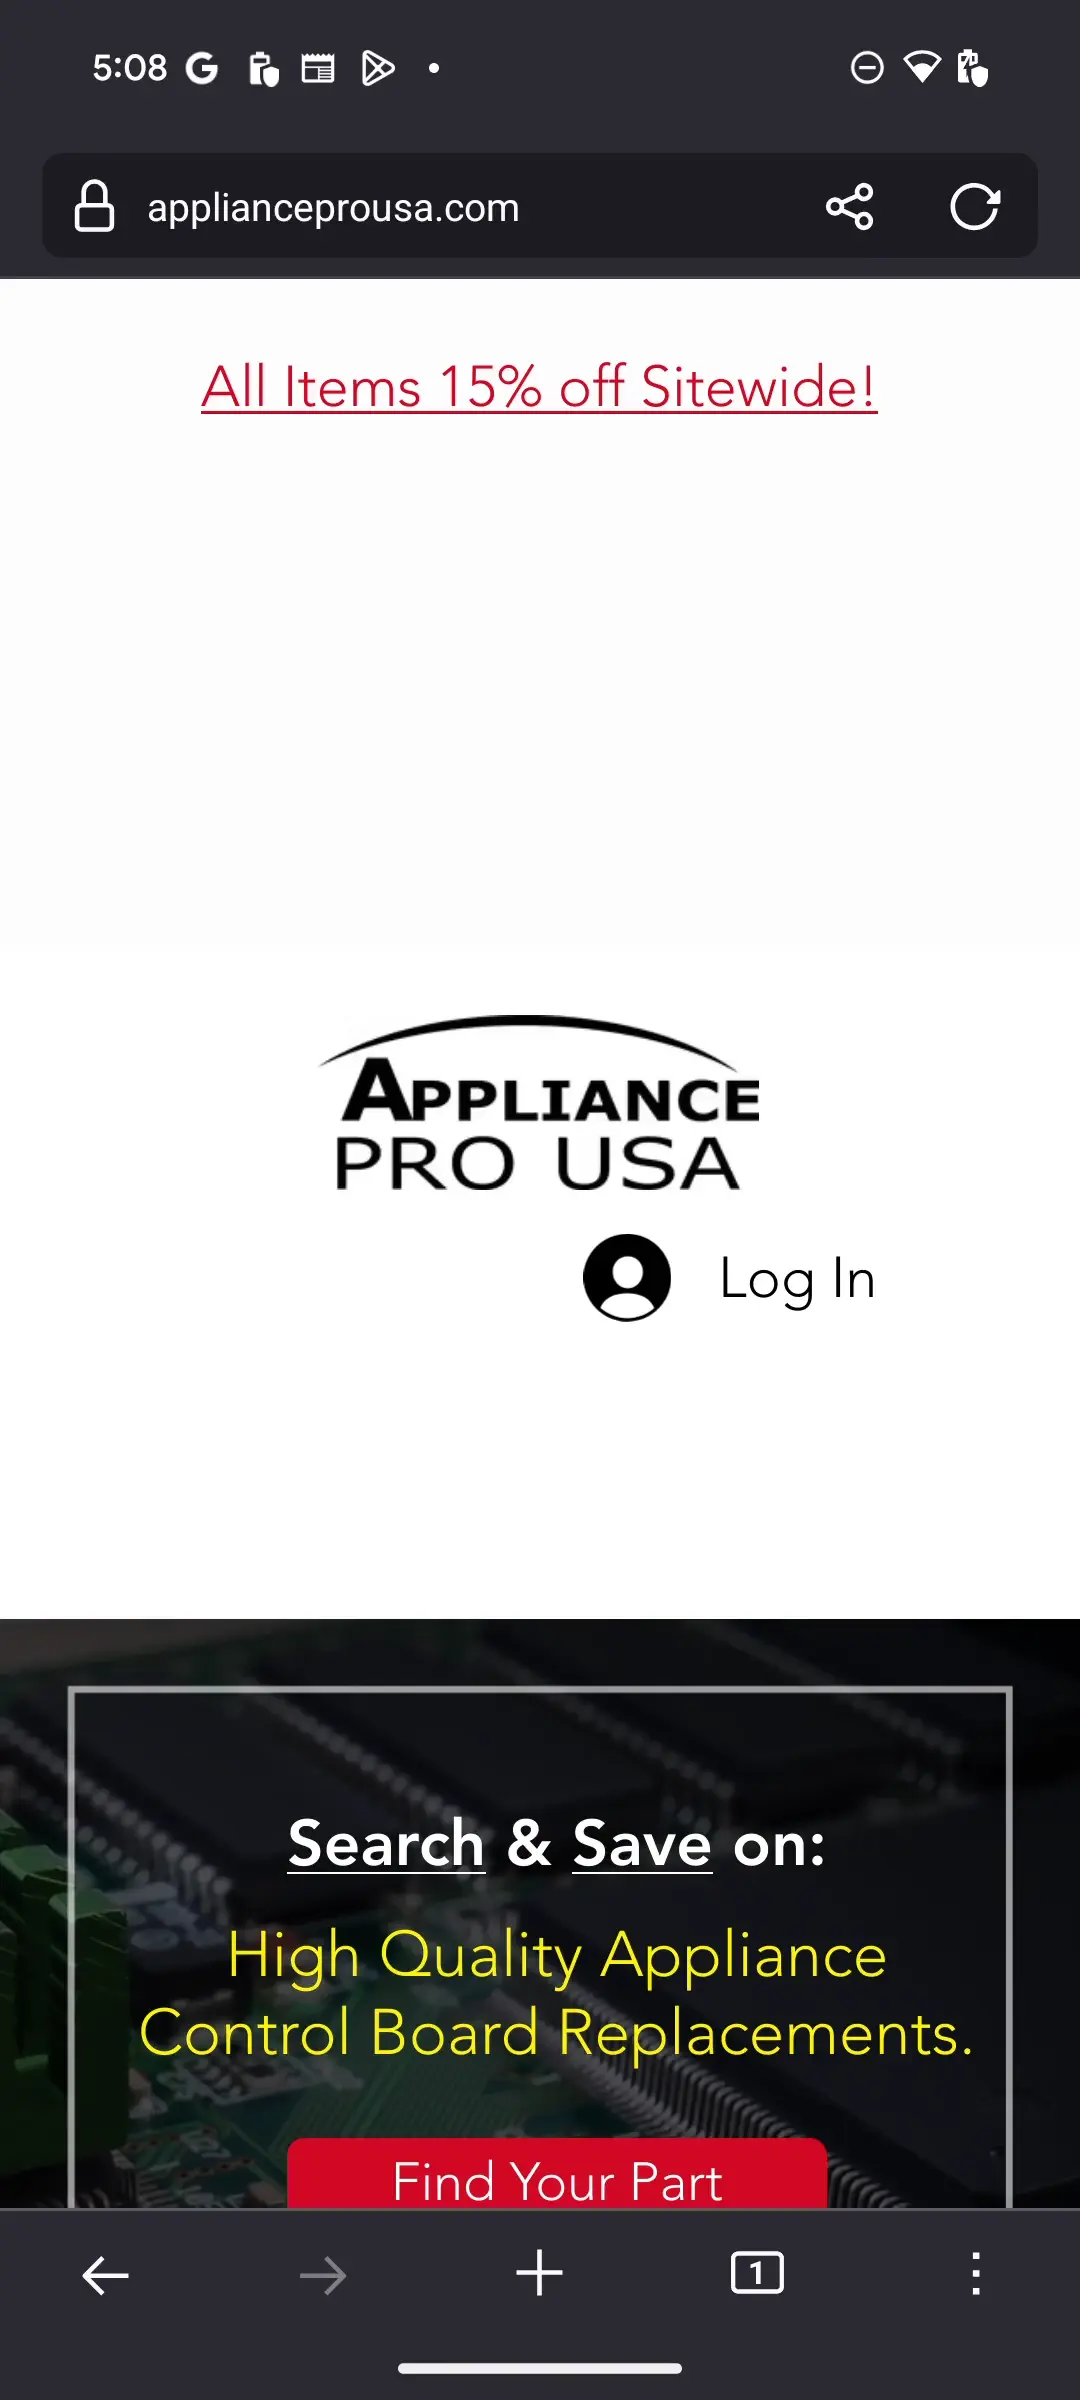 5:08
applianceprousa.com
All Items 15% off Sitewide!
APPLIANCE
PRO USA
Log In
Search & Save on:
High Quality Appliance
Control Board Replacements.
Find Your Part
1